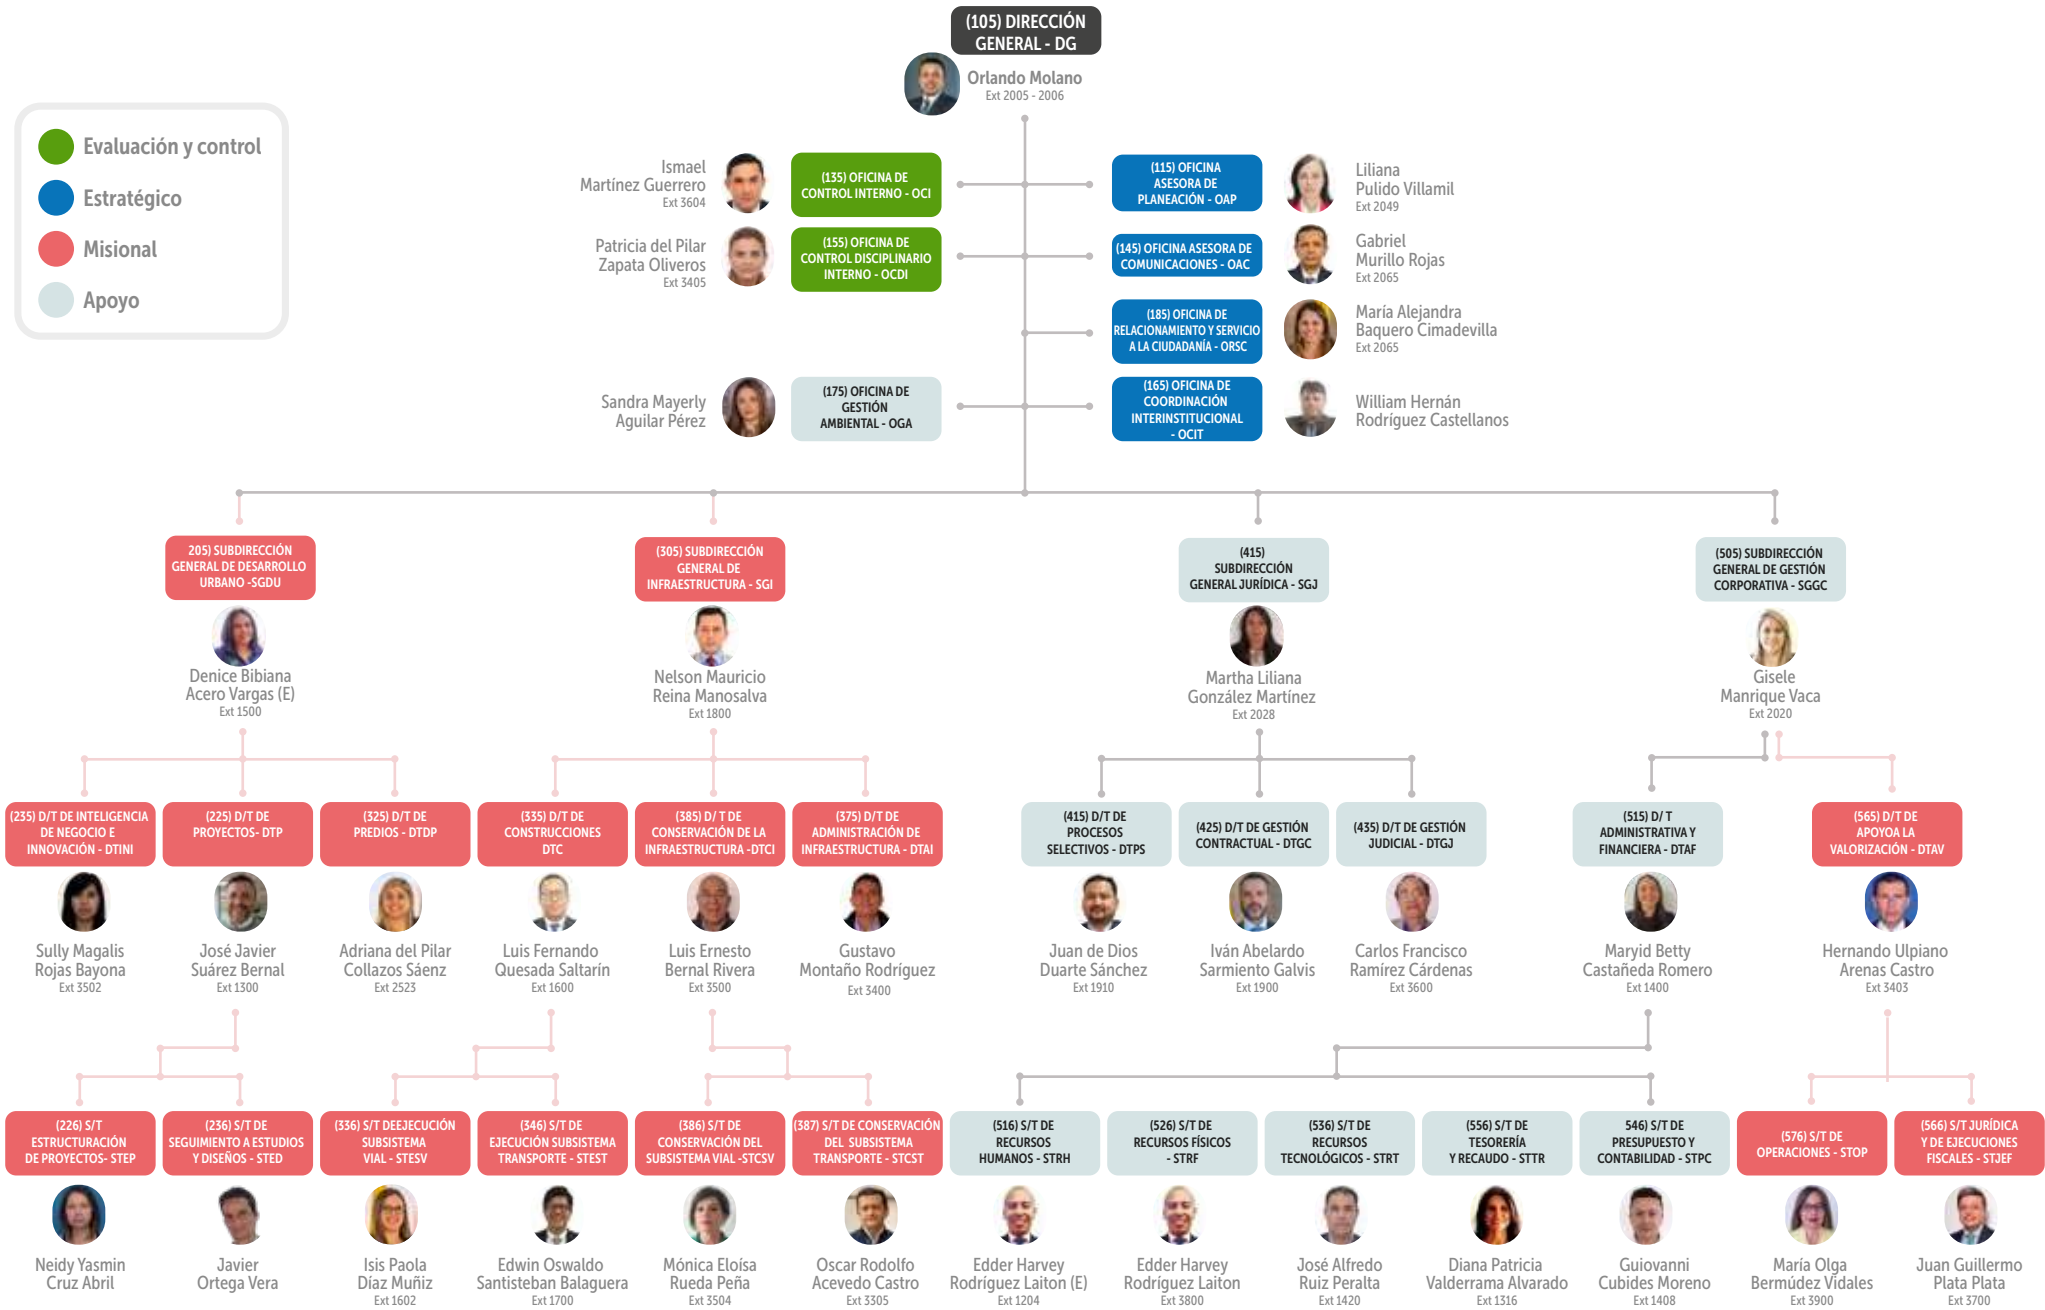 (105) DIRECCIÓN
GENERAL - DG
Orlando Molano
Ext 2005 - 2006
Evaluación y control
Estratégico
Misional
Apoyo
Ismael
Martínez Guerrero
Ext 3604
(135) OFICINA DE
CONTROL INTERNO - OCI
(115) OFICINA
ASESORA DE
PLANEACIÓN - OAP
Liliana
Pulido Villamil
Ext 2049
Patricia del Pilar
Zapata Oliveros
Ext 3405
(155) OFICINA DE
CONTROL DISCIPLINARIO
INTERNO - OCDI
(145) OFICINA ASESORA DE
COMUNICACIONES - OAC
Gabriel
Murillo Rojas
Ext 2065
(185) OFICINA DE
RELACIONAMIENTO Y SERVICIO
A LA CIUDADANÍA - ORSC
María Alejandra
Baquero Cimadevilla
Ext 2065
Sandra Mayerly
Aguilar Pérez
(175) OFICINA DE
GESTIÓN
AMBIENTAL - OGA
(165) OFICINA DE
COORDINACIÓN
INTERINSTITUCIONAL
- OCIT
William Hernán
Rodríguez Castellanos
205) SUBDIRECCIÓN
GENERAL DE DESARROLLO
URBANO -SGDU
Denice Bibiana
Acero Vargas (E)
Ext 1500
(305) SUBDIRECCIÓN
GENERAL DE
INFRAESTRUCTURA - SGI
Nelson Mauricio
Reina Manosalva
Ext 1800
(415)
SUBDIRECCIÓN
GENERAL JURÍDICA - SGJ
Martha Liliana
González Martínez
Ext 2028
(505) SUBDIRECCIÓN
GENERAL DE GESTIÓN
CORPORATIVA - SGGC
Gisele
Manrique Vaca
Ext 2020
(235) D/T DE INTELIGENCIA
DE NEGOCIO E
INNOVACIÓN - DTINI
Sully Magalis
Rojas Bayona
Ext 3502
(225) D/T DE
PROYECTOS- DTP
José Javier
Suárez Bernal
Ext 1300
(325) D/T DE
PREDIOS - DTDP
Adriana del Pilar
Collazos Sáenz
Ext 2523
(335) D/T DE
CONSTRUCCIONES
DTC
Luis Fernando
Quesada Saltarín
Ext 1600
(385) D/ T DE
CONSERVACIÓN DE LA
INFRAESTRUCTURA -DTCI
Luis Ernesto
Bernal Rivera
Ext 3500
(375) D/T DE
ADMINISTRACIÓN DE
INFRAESTRUCTURA - DTAI
Gustavo
Montaño Rodríguez
Ext 3400
(415) D/T DE
PROCESOS
SELECTIVOS - DTPS
Juan de Dios
Duarte Sánchez
Ext 1910
(425) D/T DE GESTIÓN
CONTRACTUAL - DTGC
Iván Abelardo
Sarmiento Galvis
Ext 1900
(435) D/T DE GESTIÓN
JUDICIAL - DTGJ
Carlos Francisco
Ramírez Cárdenas
Ext 3600
(515) D/ T
ADMINISTRATIVA Y
FINANCIERA - DTAF
Maryid Betty
Castañeda Romero
Ext 1400
(565) D/T DE
APOYOA LA
VALORIZACIÓN - DTAV
Hernando Ulpiano
Arenas Castro
Ext 3403
(226) S/T
ESTRUCTURACIÓN
DE PROYECTOS- STEP
Neidy Yasmin
Cruz Abril
(236) S/T DE
SEGUIMIENTO A ESTUDIOS
Y DISEÑOS - STED
Javier
Ortega Vera
(336) S/T DEEJECUCIÓN
SUBSISTEMA
VIAL - STESV
Isis Paola
Díaz Muñiz
Ext 1602
(346) S/T DE
EJECUCIÓN SUBSISTEMA
TRANSPORTE - STEST
Edwin Oswaldo
Santisteban Balaguera
Ext 1700
(386) S/T DE
CONSERVACIÓN DEL
SUBSISTEMA VIAL -STCSV
Mónica Eloísa
Rueda Peña
Ext 3504
(387) S/T DE CONSERVACIÓN
DEL SUBSISTEMA
TRANSPORTE - STCST
Oscar Rodolfo
Acevedo Castro
Ext 3305
(516) S/T DE
RECURSOS
HUMANOS - STRH
Edder Harvey
Rodríguez Laiton (E)
Ext 1204
(526) S/T DE
RECURSOS FÍSICOS
- STRF
Edder Harvey
Rodríguez Laiton
Ext 3800
(536) S/T DE
RECURSOS
TECNOLÓGICOS - STRT
José Alfredo
Ruiz Peralta
Ext 1420
(556) S/T DE
TESORERÍA
Y RECAUDO - STTR
Diana Patricia
Valderrama Alvarado
Ext 1316
546) S/T DE
PRESUPUESTO Y
CONTABILIDAD - STPC
Guiovanni
Cubides Moreno
Ext 1408
(576) S/T DE
OPERACIONES - STOP
María Olga
Bermúdez Vidales
Ext 3900
(566) S/T JURÍDICA
Y DE EJECUCIONES
FISCALES - STJEF
Juan Guillermo
Plata Plata
Ext 3700